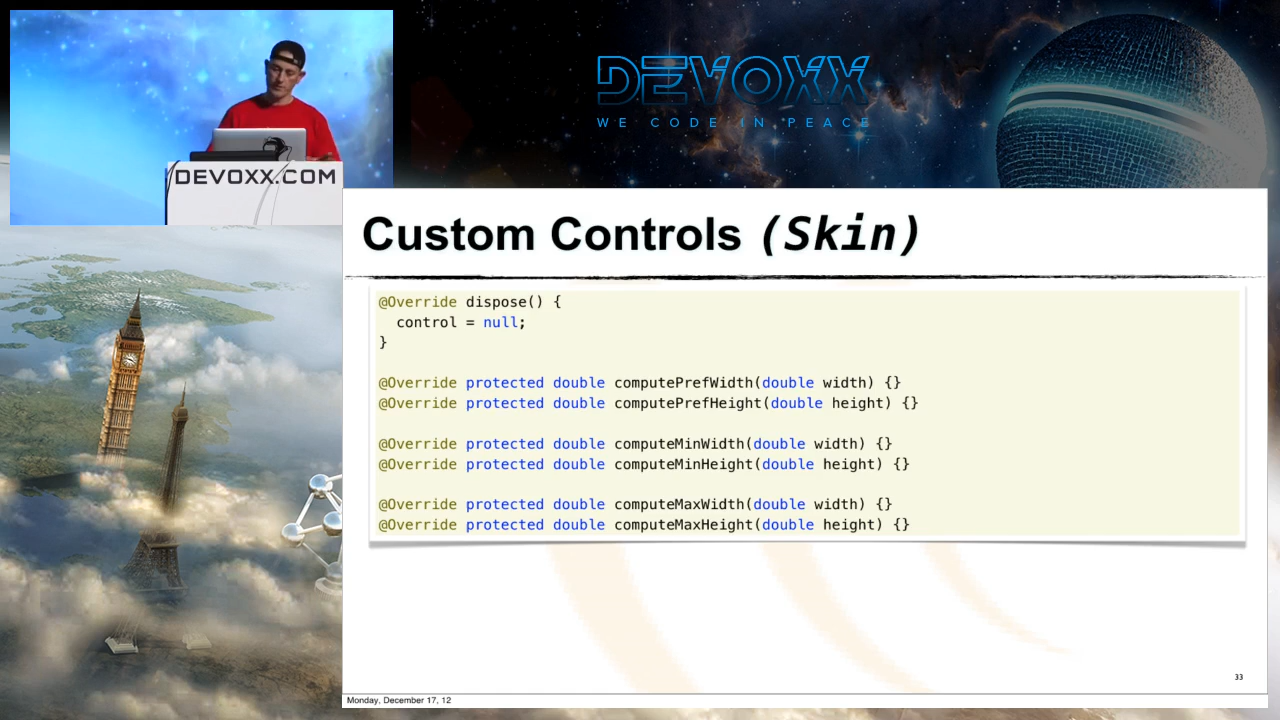 DEVOXX
WE CODE IN PEACE
DEVOXX.COM
Custom Controls (Skin)
@Override dispose() {
  control = null;
}
@Override protected double computePrefWidth(double width) {}
@Override protected double computePrefHeight(double height) {}
@Override protected double computeMinWidth(double width) {}
@Override protected double computeMinHeight(double height) {}
@Override protected double computeMaxWidth(double width) {}
@Override protected double computeMaxHeight(double height) {}
33
Monday, December 17, 12